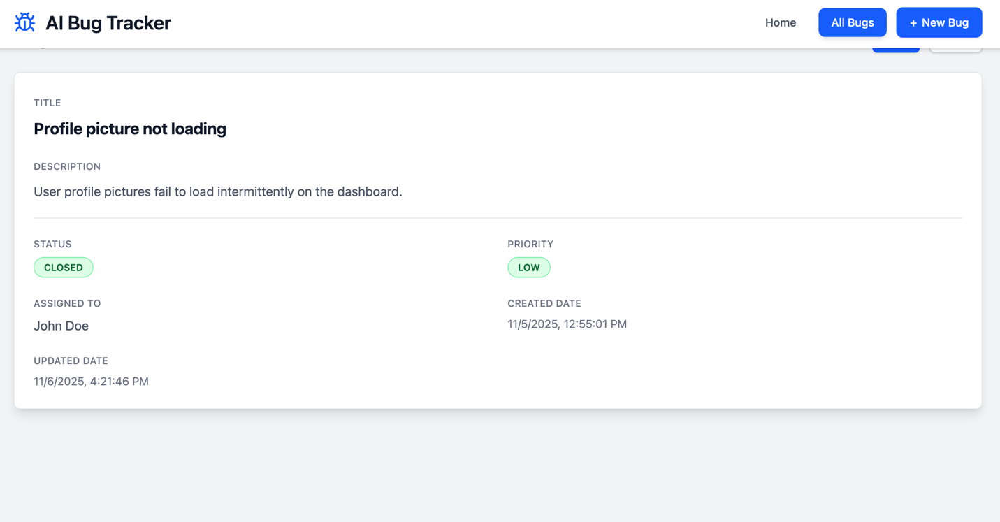 AI Bug Tracker
Home
All Bugs
+ New Bug
TITLE
Profile picture not loading
DESCRIPTION
User profile pictures fail to load intermittently on the dashboard.
STATUS
PRIORITY
CLOSED
LOW
ASSIGNED TO
CREATED DATE
John Doe
11/5/2025, 12:55:01 PM
UPDATED DATE
11/6/2025, 4:21:46 PM